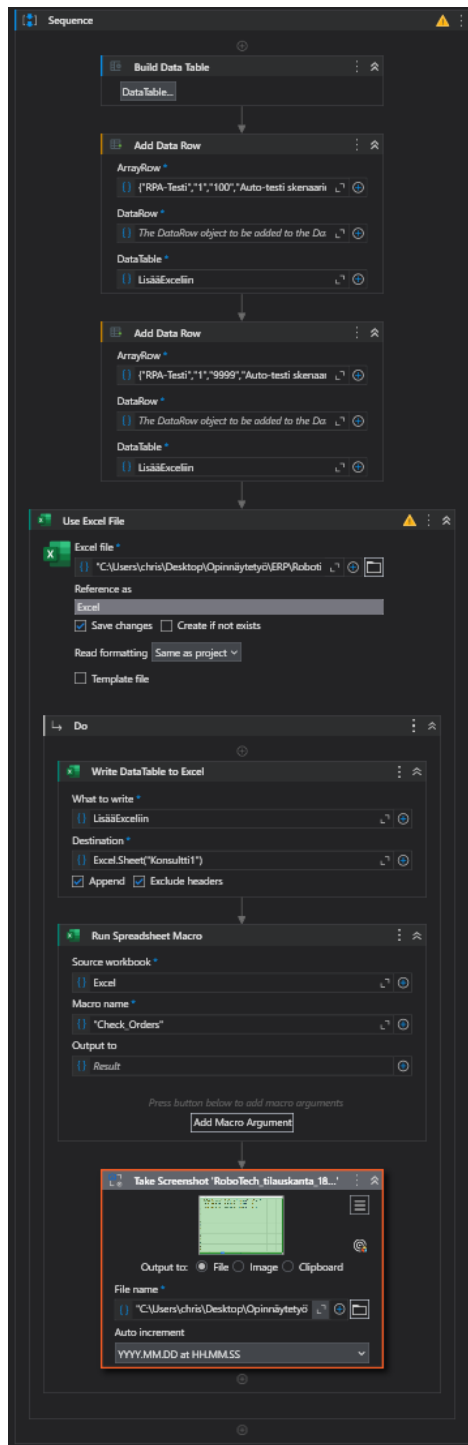 Sequence
Build Data Table
DataTable...
Add Data Row
ArrayRow *
{"RPA-Testi","1","100","Auto-testi skenaari
DataRow *
The DataRow object to be added to the Da
DataTable *
LisääExceliin
Add Data Row
ArrayRow *
{"RPA-Testi","1","9999","Auto-testi skenaar
DataRow *
The DataRow object to be added to the Da
DataTable *
LisääExceliin
Use Excel File
Excel file *
"C:\Users\chris\Desktop\Opinnäytetyö\ERP\Roboti
Reference as
Excel
Save changes Create if not exists
Read formatting Same as project
Template file
Do
Write DataTable to Excel
What to write *
LisääExceliin
Destination *
Excel.Sheet("Konsultti1")
Append Exclude headers
Run Spreadsheet Macro
Source workbook *
Excel
Macro name *
"Check_Orders"
Output to
Result
Press button below to add macro arguments
Add Macro Argument
Take Screenshot 'RoboTech_tilauskanta_18...'
Output to: File Image Clipboard
File name *
"C:\Users\chris\Desktop\Opinnäytetyö
Auto increment
YYYY.MM.DD at HH.MM.SS